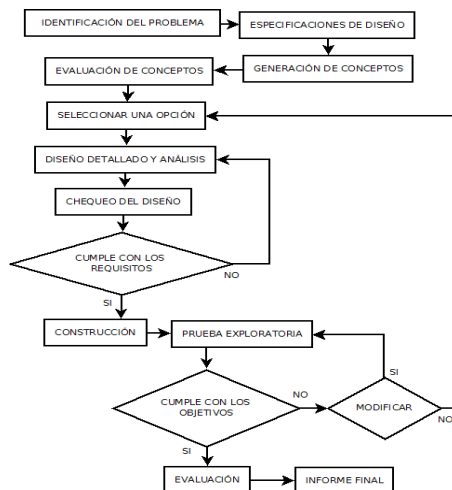 IDENTIFICACIÓN DEL PROBLEMA
ESPECIFICACIONES DE DISEÑO
EVALUACIÓN DE CONCEPTOS
GENERACIÓN DE CONCEPTOS
SELECCIONAR UNA OPCIÓN
DISEÑO DETALLADO Y ANÁLISIS
CHEQUEO DEL DISEÑO
CUMPLE CON LOS
REQUISITOS
NO
SI
CONSTRUCCIÓN
PRUEBA EXPLORATORIA
SI
CUMPLE CON LOS
OBJETIVOS
NO
MODIFICAR
NO
SI
EVALUACIÓN
INFORME FINAL